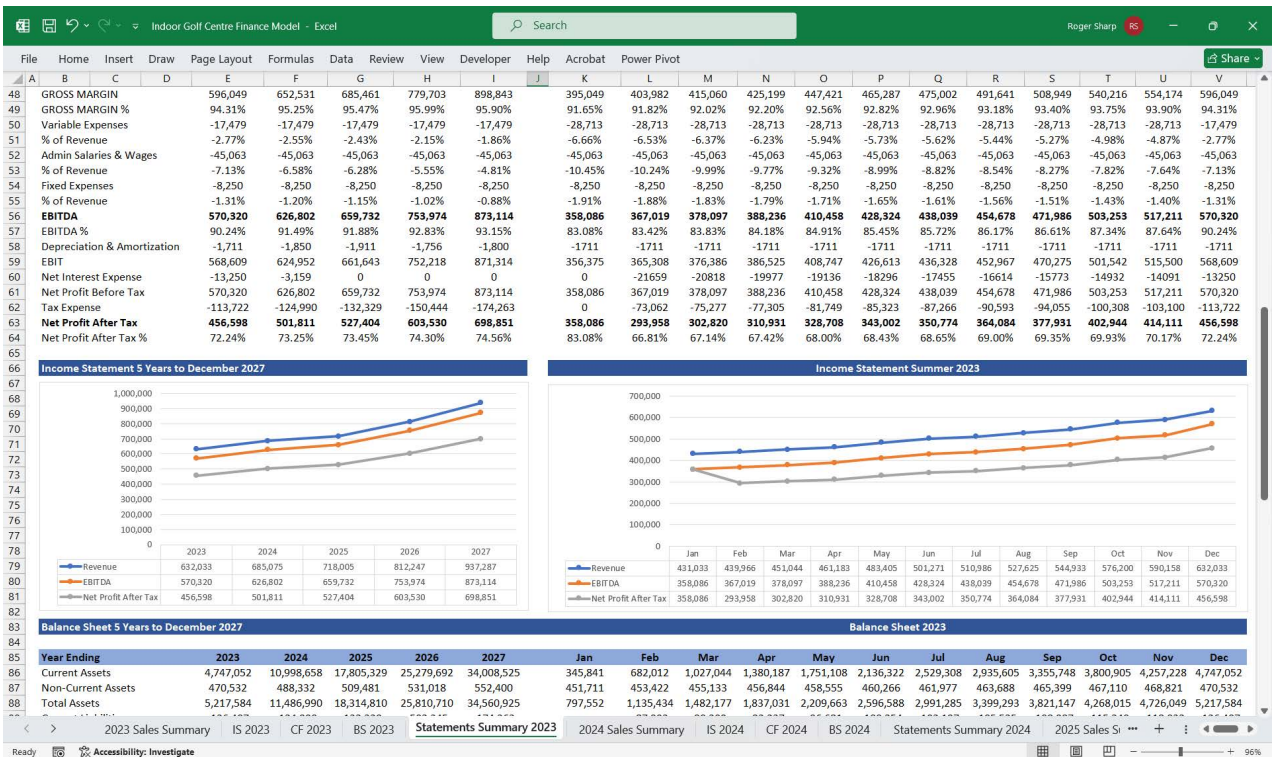 Indoor Golf Centre Finance Model - Excel Search Roger Sharp RS
File Home Insert Draw Page Layout Formulas Data Review View Developer Help Acrobat Power Pivot Share
A B C D E F G H I J K L M N O P Q R S T U V
48 GROSS MARGIN 596,049 652,531 685,461 779,703 898,843 395,049 403,982 415,060 425,199 447,421 465,287 475,002 491,641 508,949 540,216 554,174 596,049
49 GROSS MARGIN % 94.31% 95.25% 95.47% 95.99% 95.90% 91.65% 91.82% 92.02% 92.20% 92.56% 92.82% 92.96% 93.18% 93.40% 93.75% 93.90% 94.31%
50 Variable Expenses -17,479 -17,479 -17,479 -17,479 -17,479 -28,713 -28,713 -28,713 -28,713 -28,713 -28,713 -28,713 -28,713 -28,713 -28,713 -28,713 -17,479
51 % of Revenue -2.77% -2.55% -2.43% -2.15% -1.86% -6.66% -6.53% -6.37% -6.23% -5.94% -5.73% -5.62% -5.44% -5.27% -4.98% -4.87% -2.77%
52 Admin Salaries & Wages -45,063 -45,063 -45,063 -45,063 -45,063 -45,063 -45,063 -45,063 -45,063 -45,063 -45,063 -45,063 -45,063 -45,063 -45,063 -45,063 -45,063
53 % of Revenue -7.13% -6.58% -6.28% -5.55% -4.81% -10.45% -10.24% -9.99% -9.77% -9.32% -8.99% -8.82% -8.54% -8.27% -7.82% -7.64% -7.13%
54 Fixed Expenses -8,250 -8,250 -8,250 -8,250 -8,250 -8,250 -8,250 -8,250 -8,250 -8,250 -8,250 -8,250 -8,250 -8,250 -8,250 -8,250 -8,250
55 % of Revenue -1.31% -1.20% -1.15% -1.02% -0.88% -1.91% -1.88% -1.83% -1.79% -1.71% -1.65% -1.61% -1.56% -1.51% -1.43% -1.40% -1.31%
56 EBITDA 570,320 626,802 659,732 753,974 873,114 358,086 367,019 378,097 388,236 410,458 428,324 438,039 454,678 471,986 503,253 517,211 570,320
57 EBITDA % 90.24% 91.49% 91.88% 92.83% 93.15% 83.08% 83.42% 83.83% 84.18% 84.91% 85.45% 85.72% 86.17% 86.61% 87.34% 87.64% 90.24%
58 Depreciation & Amortization -1,711 -1,850 -1,911 -1,756 -1,800 -1711 -1711 -1711 -1711 -1711 -1711 -1711 -1711 -1711 -1711 -1711 -1711
59 EBIT 568,609 624,952 661,643 752,218 871,314 356,375 365,308 376,386 386,525 408,747 426,613 436,328 452,967 470,275 501,542 515,500 568,609
60 Net Interest Expense -13,250 -3,159 0 0 0 0 -21659 -20818 -19977 -19136 -18296 -17455 -16614 -15773 -14932 -14091 -13250
61 Net Profit Before Tax 570,320 626,802 659,732 753,974 873,114 358,086 367,019 378,097 388,236 410,458 428,324 438,039 454,678 471,986 503,253 517,211 570,320
62 Tax Expense -113,722 -124,990 -132,329 -150,444 -174,263 0 -73,062 -75,277 -77,305 -81,749 -85,323 -87,266 -90,593 -94,055 -100,308 -103,100 -113,722
63 Net Profit After Tax 456,598 501,811 527,404 603,530 698,851 358,086 293,958 302,820 310,931 328,708 343,002 350,774 364,084 377,931 402,944 414,111 456,598
64 Net Profit After Tax % 72.24% 73.25% 73.45% 74.30% 74.56% 83.08% 66.81% 67.14% 67.42% 68.00% 68.43% 68.65% 69.00% 69.35% 69.93% 70.17% 72.24%
65
66 Income Statement 5 Years to December 2027 Income Statement Summer 2023
67
68 1,000,000 700,000
69 900,000 600,000
70 800,000
71 700,000 500,000
72 600,000 400,000
73 500,000
74 400,000 300,000
75 300,000 200,000
76 200,000
77 100,000 100,000
78 0 2023 2024 2025 2026 2027 0 Jan Feb Mar Apr May Jun Jul Aug Sep Oct Nov Dec
79 Revenue 632,033 685,075 718,005 812,247 937,287 Revenue 431,033 439,966 451,044 461,183 483,405 501,271 510,986 527,625 544,933 576,200 590,158 632,033
80 EBITDA 570,320 626,802 659,732 753,974 873,114 EBITDA 358,086 367,019 378,097 388,236 410,458 428,324 438,039 454,678 471,986 503,253 517,211 570,320
81 Net Profit After Tax 456,598 501,811 527,404 603,530 698,851 Net Profit After Tax 358,086 293,958 302,820 310,931 328,708 343,002 350,774 364,084 377,931 402,944 414,111 456,598
82
83 Balance Sheet 5 Years to December 2027 Balance Sheet 2023
84
85 Year Ending 2023 2024 2025 2026 2027 Jan Feb Mar Apr May Jun Jul Aug Sep Oct Nov Dec
86 Current Assets 4,747,052 10,998,658 17,805,329 25,279,692 34,008,525 345,841 682,012 1,027,044 1,380,187 1,751,108 2,136,322 2,529,308 2,935,605 3,355,748 3,800,905 4,257,228 4,747,052
87 Non-Current Assets 470,532 488,332 509,481 531,018 552,400 451,711 453,422 455,133 456,844 458,555 460,266 461,977 463,688 465,399 467,110 468,821 470,532
88 Total Assets 5,217,584 11,486,990 18,314,810 25,810,710 34,560,925 797,552 1,135,434 1,482,177 1,837,031 2,209,663 2,596,588 2,991,285 3,399,293 3,821,147 4,268,015 4,726,049 5,217,584
2023 Sales Summary IS 2023 CF 2023 BS 2023 Statements Summary 2023 2024 Sales Summary IS 2024 CF 2024 BS 2024 Statements Summary 2024 2025 Sales
Ready Accessibility: Investigate 96%